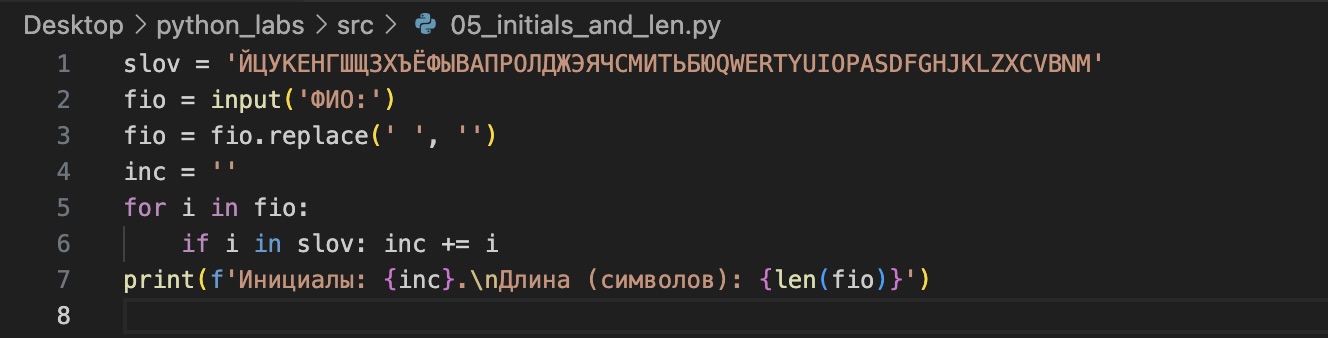 Desktop > python_labs > src > 05_initials_and_len.py
1 slov = 'ЙЦУКЕНГШЩЗХЪЁФЫВАПРОЛДЖЭЯЧСМИТЬБЮQWERTYUIOPASDFGHJKLZXCVBNM'
2 fio = input('ФИО:')
3 fio = fio.replace(' ', '')
4 inc = ''
5 for i in fio:
6     if i in slov: inc += i
7 print(f'Инициалы: {inc}.\nДлина (символов): {len(fio)}')
8